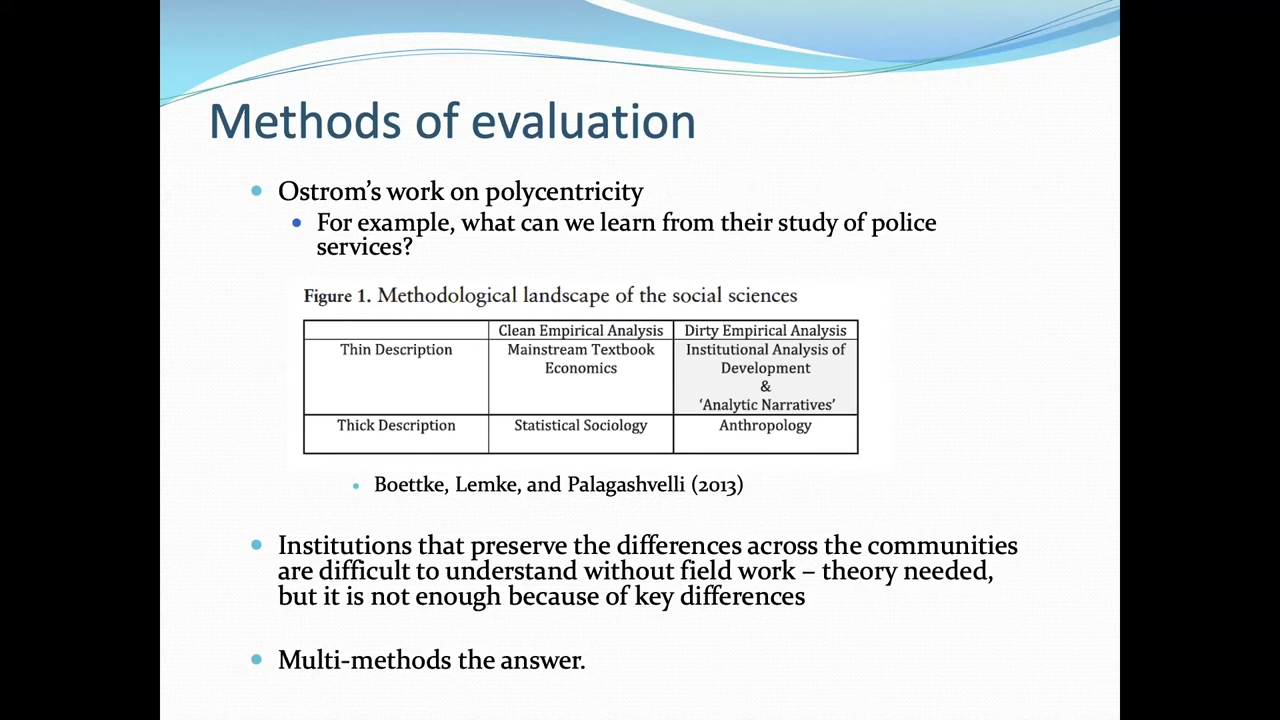 Methods of evaluation
Ostrom's work on polycentricity
For example, what can we learn from their study of police
services?
Figure 1. Methodological landscape of the social sciences
Clean Empirical Analysis Dirty Empirical Analysis
Thin Description Mainstream Textbook Institutional Analysis of
Economics Development
&
'Analytic Narratives'
Thick Description Statistical Sociology Anthropology
Boettke, Lemke, and Palagashvelli (2013)
Institutions that preserve the differences across the communities
are difficult to understand without field work – theory needed,
but it is not enough because of key differences
Multi-methods the answer.